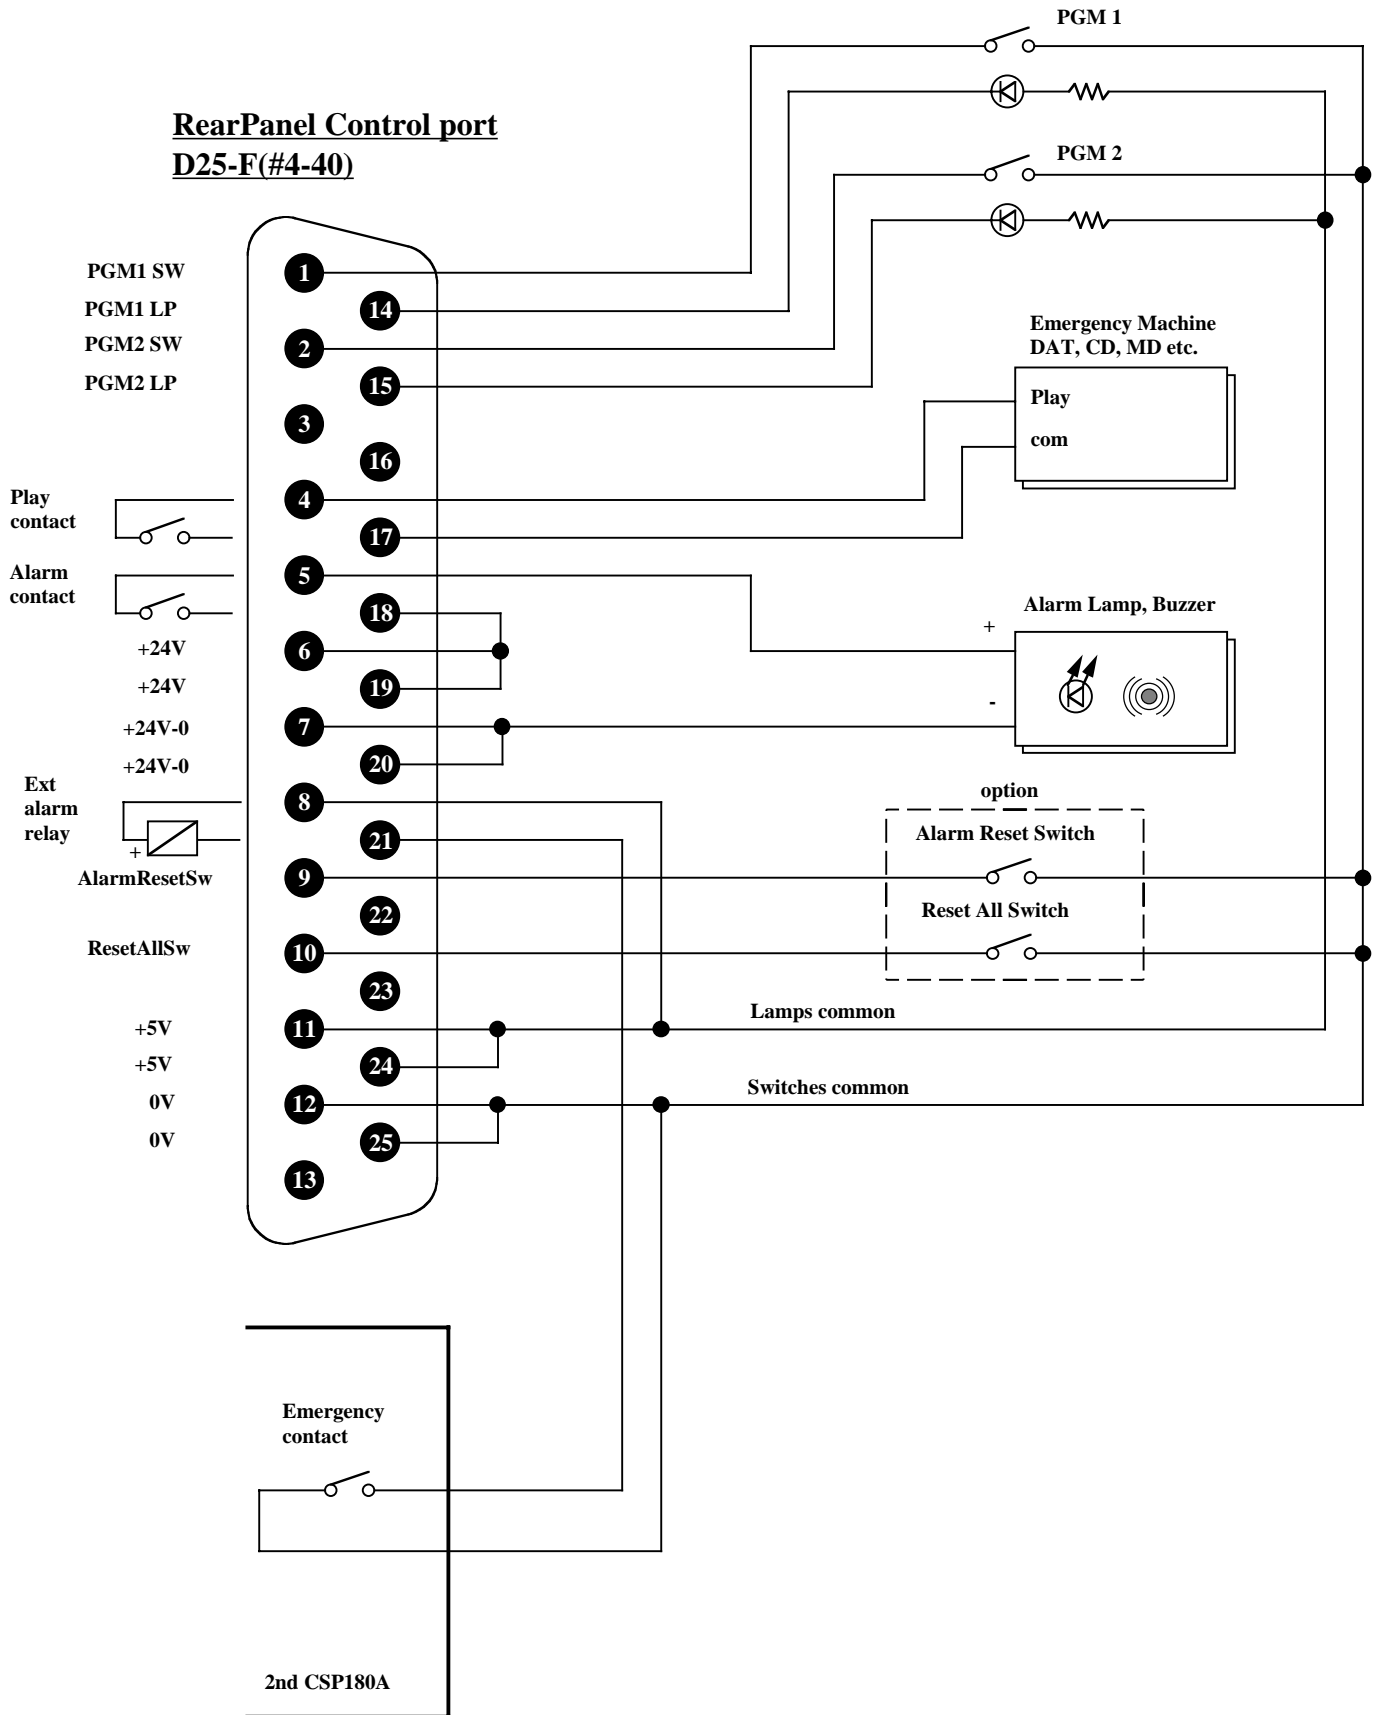 PGM 1
RearPanel Control port
D25-F(#4-40)
PGM 2
PGM1 SW
1
PGM1 LP
14
PGM2 SW
2
PGM2 LP
15
Emergency Machine
DAT, CD, MD etc.
Play
com
3
16
Play
contact
4
17
Alarm
contact
5
18
Alarm Lamp, Buzzer
+
-
+24V
6
+24V
19
+24V-0
7
+24V-0
20
Ext
alarm
relay
+
8
21
option
Alarm Reset Switch
AlarmResetSw
9
22
Reset All Switch
ResetAllSw
10
23
Lamps common
+5V
11
+5V
24
Switches common
0V
12
0V
25
13
Emergency
contact
2nd CSP180A